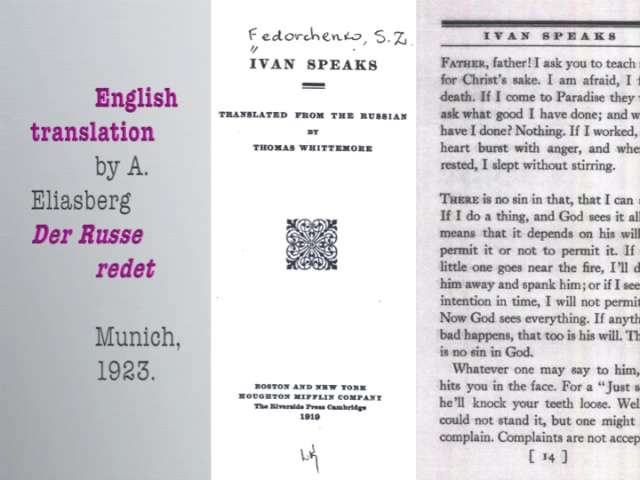 English
translation
by A.
Eliasberg
Der Russe
redet
Munich,
1923.
Fedorchenko, S.Z.
"
IVAN SPEAKS
TRANSLATED FROM THE RUSSIAN
BY
THOMAS WHITTEMORE
BOSTON AND NEW YORK
HOUGHTON MIFFLIN COMPANY
The Riverside Press Cambridge
1919
IVAN SPEAKS
FATHER, father! I ask you to teach
for Christ's sake. I am afraid, I
death. If I come to Paradise they
ask what good I have done; and
have I done? Nothing. If I worked,
heart burst with anger, and
rested, I slept without stirring.
THERE is no sin in that, that I can
If I do a thing, and God sees it
means that it depends on his
permit it or not to permit it. If
little one goes near the fire, I'll
him away and spank him; or if I see
intention in time, I will not
Now God sees everything. If
bad happens, that too is his will.
is no sin in God.
Whatever one may say to him,
hits you in the face. For a "Just
he'll knock your teeth loose.
could not stand it, but one might
complain. Complaints are not
[ 14 ]